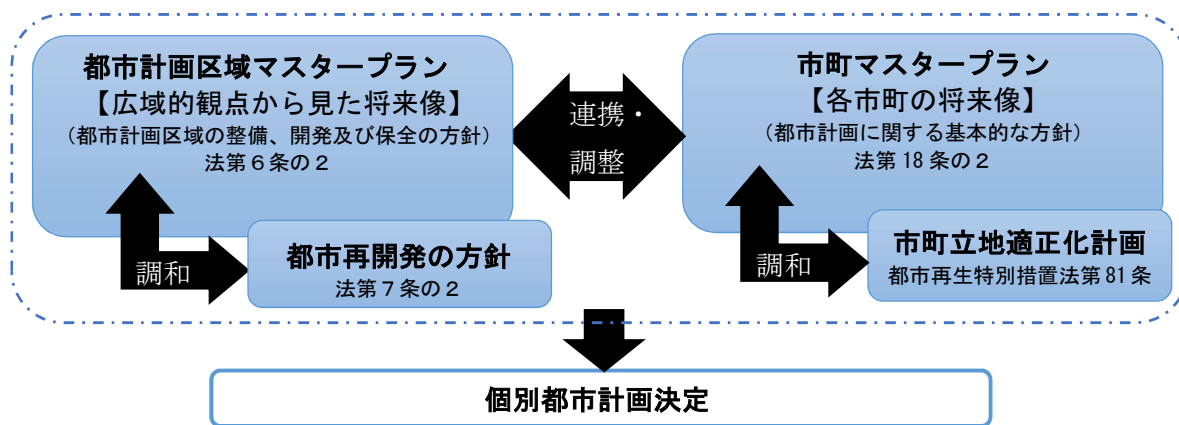 都市計画区域マスタープラン
【広域的観点から見た将来像】
（都市計画区域の整備、開発及び保全の方針）
法第６条の２
調和
都市再開発の方針
法第７条の２
連携・
調整
市町マスタープラン
【各市町の将来像】
（都市計画に関する基本的な方針）
法第 18 条の２
調和
市町立地適正化計画
都市再生特別措置法第 81 条
個別都市計画決定